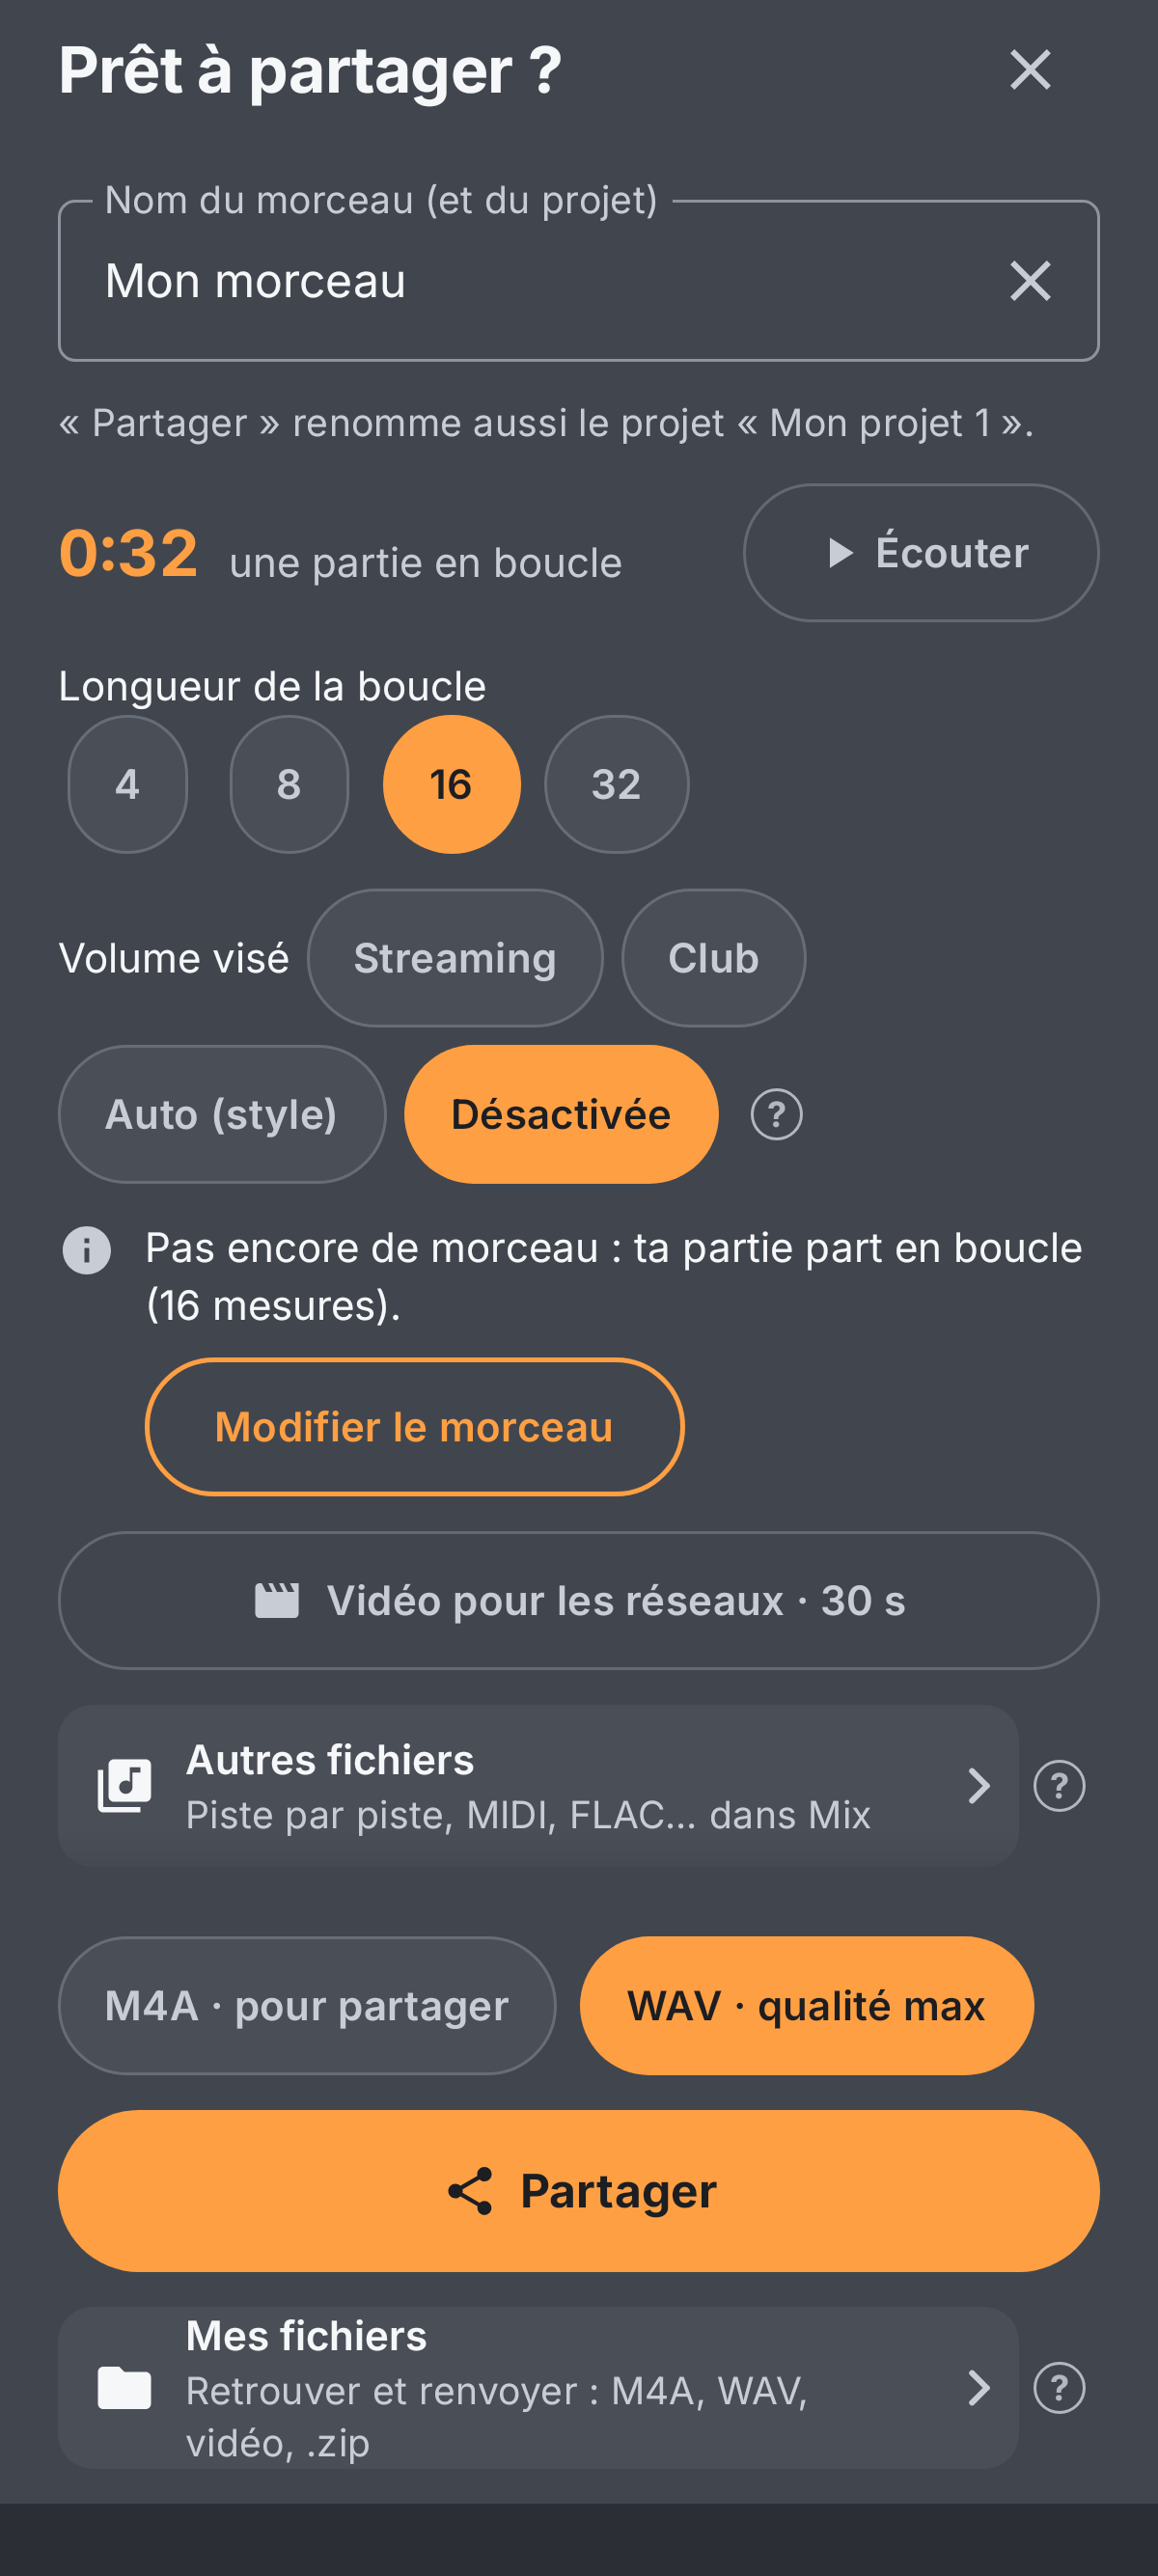 Prêt à partager ?
Nom du morceau (et du projet)
Mon morceau
« Partager » renomme aussi le projet « Mon projet 1 ».
0:32 une partie en boucle
Écouter
Longueur de la boucle
4 8 16 32
Volume visé Streaming Club
Auto (style) Désactivée ?
Pas encore de morceau : ta partie part en boucle
(16 mesures).
Modifier le morceau
Vidéo pour les réseaux · 30 s
Autres fichiers
Piste par piste, MIDI, FLAC… dans Mix
?
M4A · pour partager WAV · qualité max
Partager
Mes fichiers
Retrouver et renvoyer : M4A, WAV,
vidéo, .zip
?